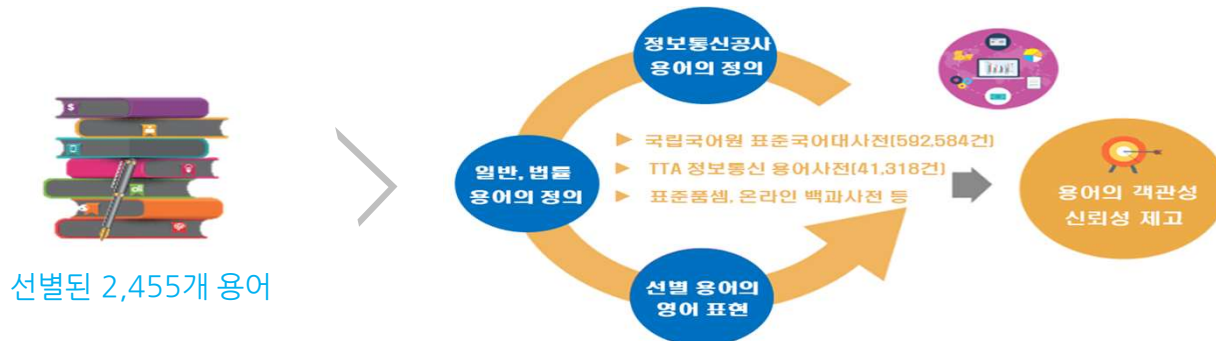 정보통신공사
용어의 정의
▶ 국립국어원 표준국어대사전(592,584건)
▶ TTA 정보통신 용어사전(41,318건)
▶ 표준품셈, 온라인 백과사전 등
일반, 법률
용어의 정의
용어의 객관성
신뢰성 제고
선별된 2,455개 용어
선별 용어의
영어 표현